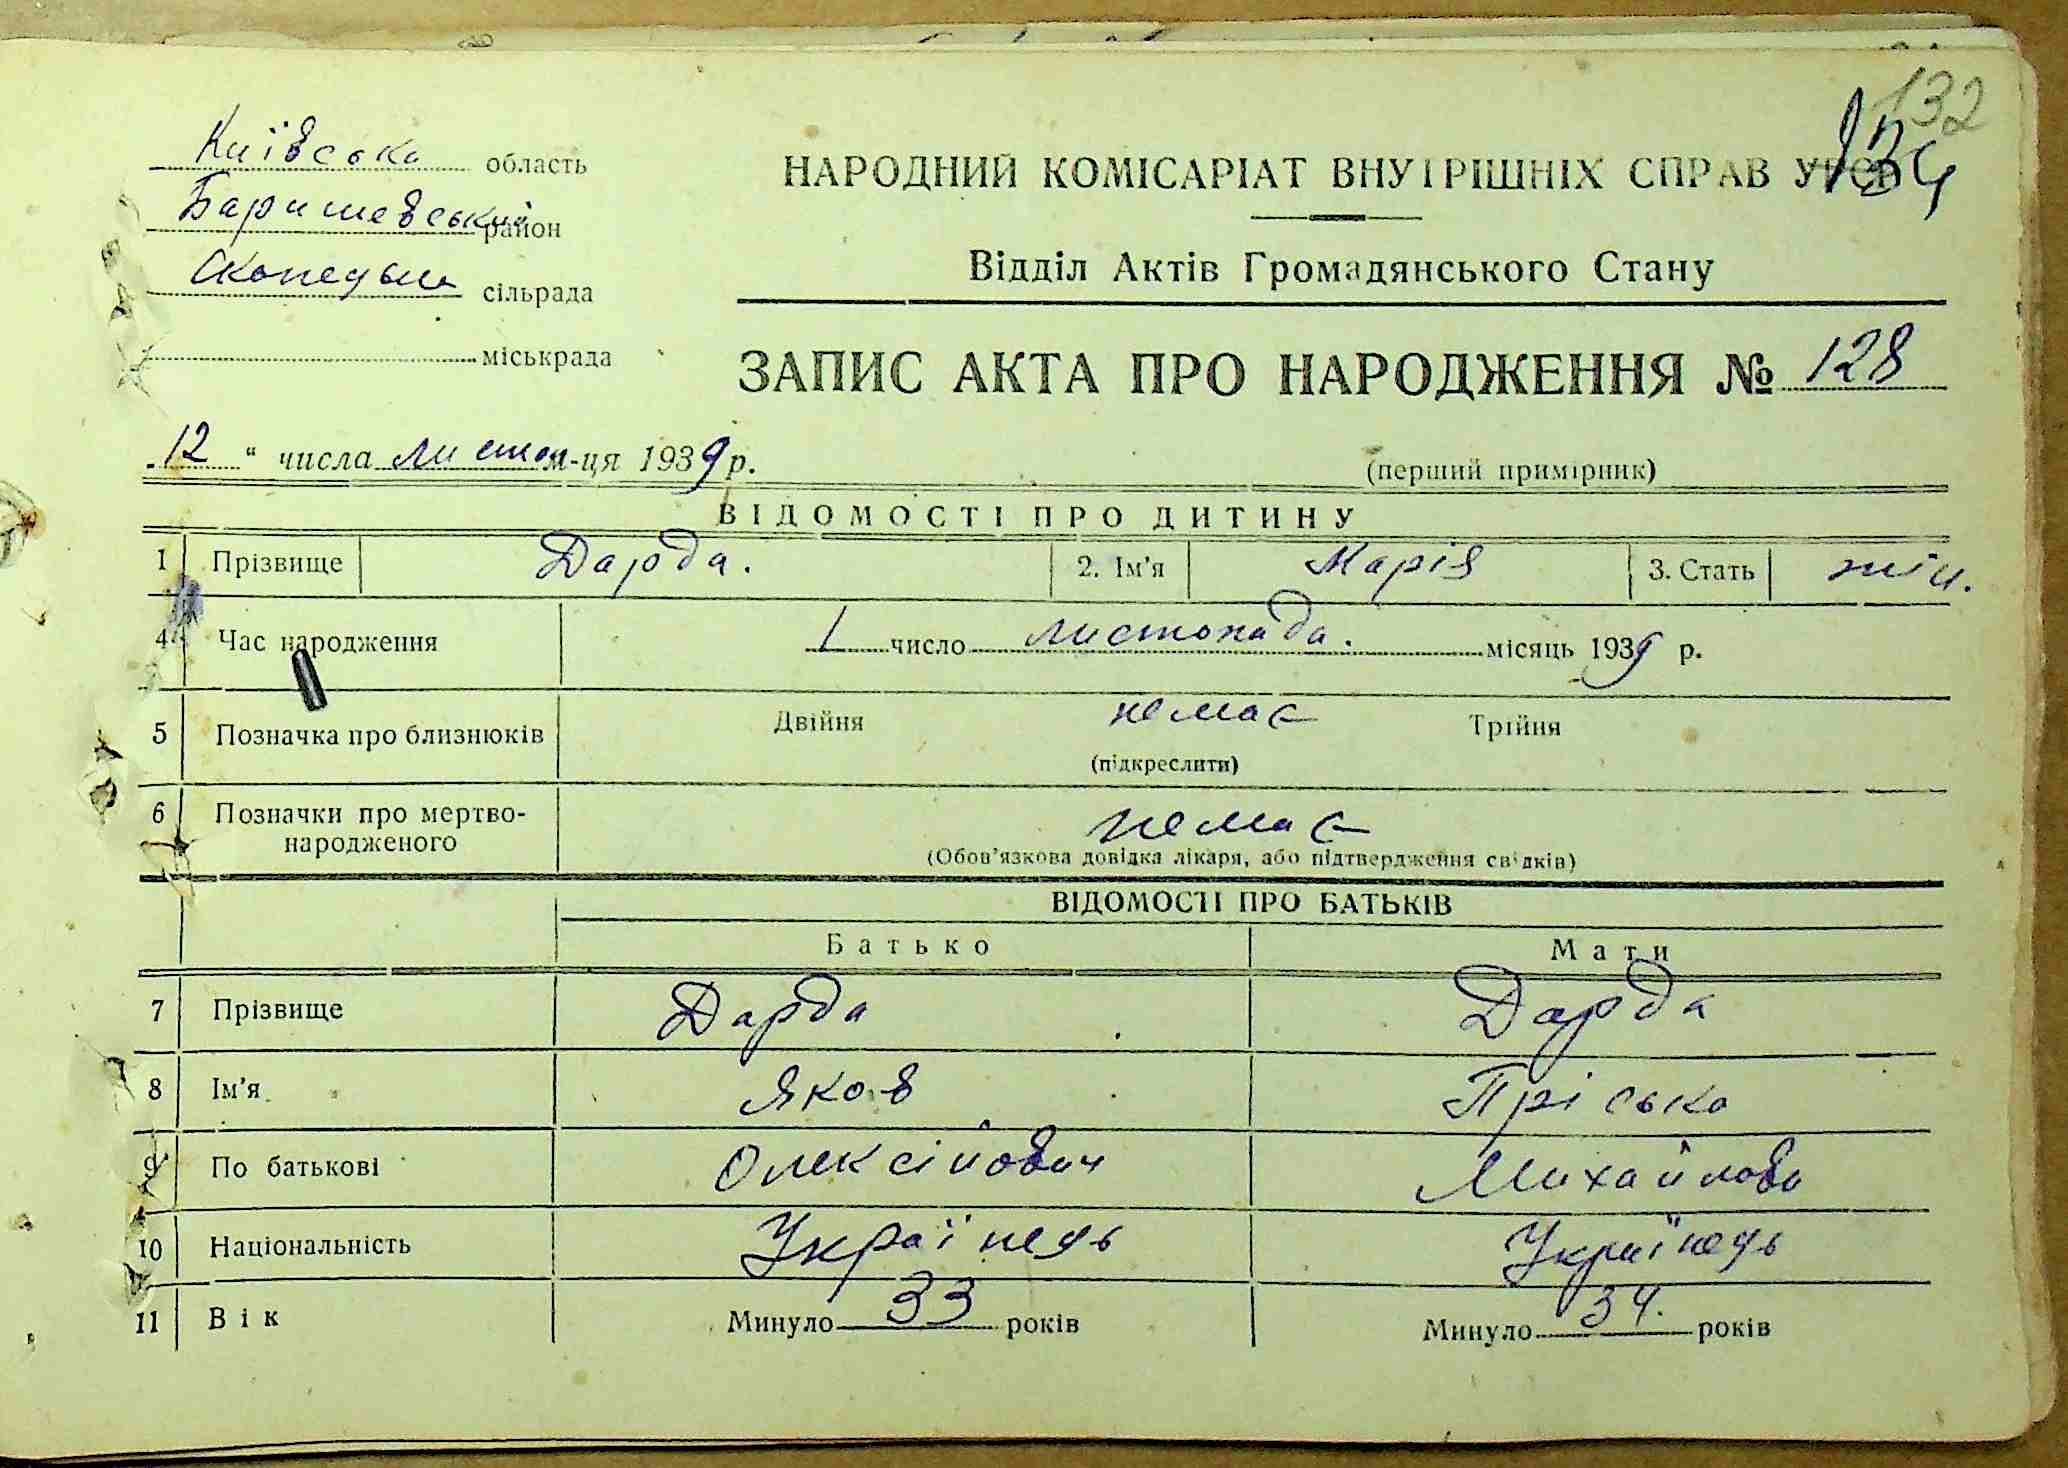 132
134
Київська область
Баришевський район
сільрада
міськрада
НАРОДНИЙ КОМІСАРІАТ ВНУТРІШНІХ СПРАВ УРСР
Відділ Актів Громадянського Стану
ЗАПИС АКТА ПРО НАРОДЖЕННЯ № 128
12 “ числа листоп м-ця 1939 р.
(перший примірник)
ВІДОМОСТІ ПРО ДИТИНУ
1 Прізвище Дарда. 2. Ім’я Марія 3. Стать жін.
4 Час народження 1 число листопада. місяць 1939 р.
5 Позначка про близнюків Двійня немає Трійня
(підкреслити)
6 Позначки про мертво-
народженого немає
(Обов’язкова довідка лікаря, або підтвердження свідків)
ВІДОМОСТІ ПРО БАТЬКІВ
Батько Мати
7 Прізвище Дарда Дарда
8 Ім’я Яков Пріська
9 По батькові Олексійович Михайлова
10 Національність Українець Українець
11 Вік Минуло 33 років Минуло 34. років